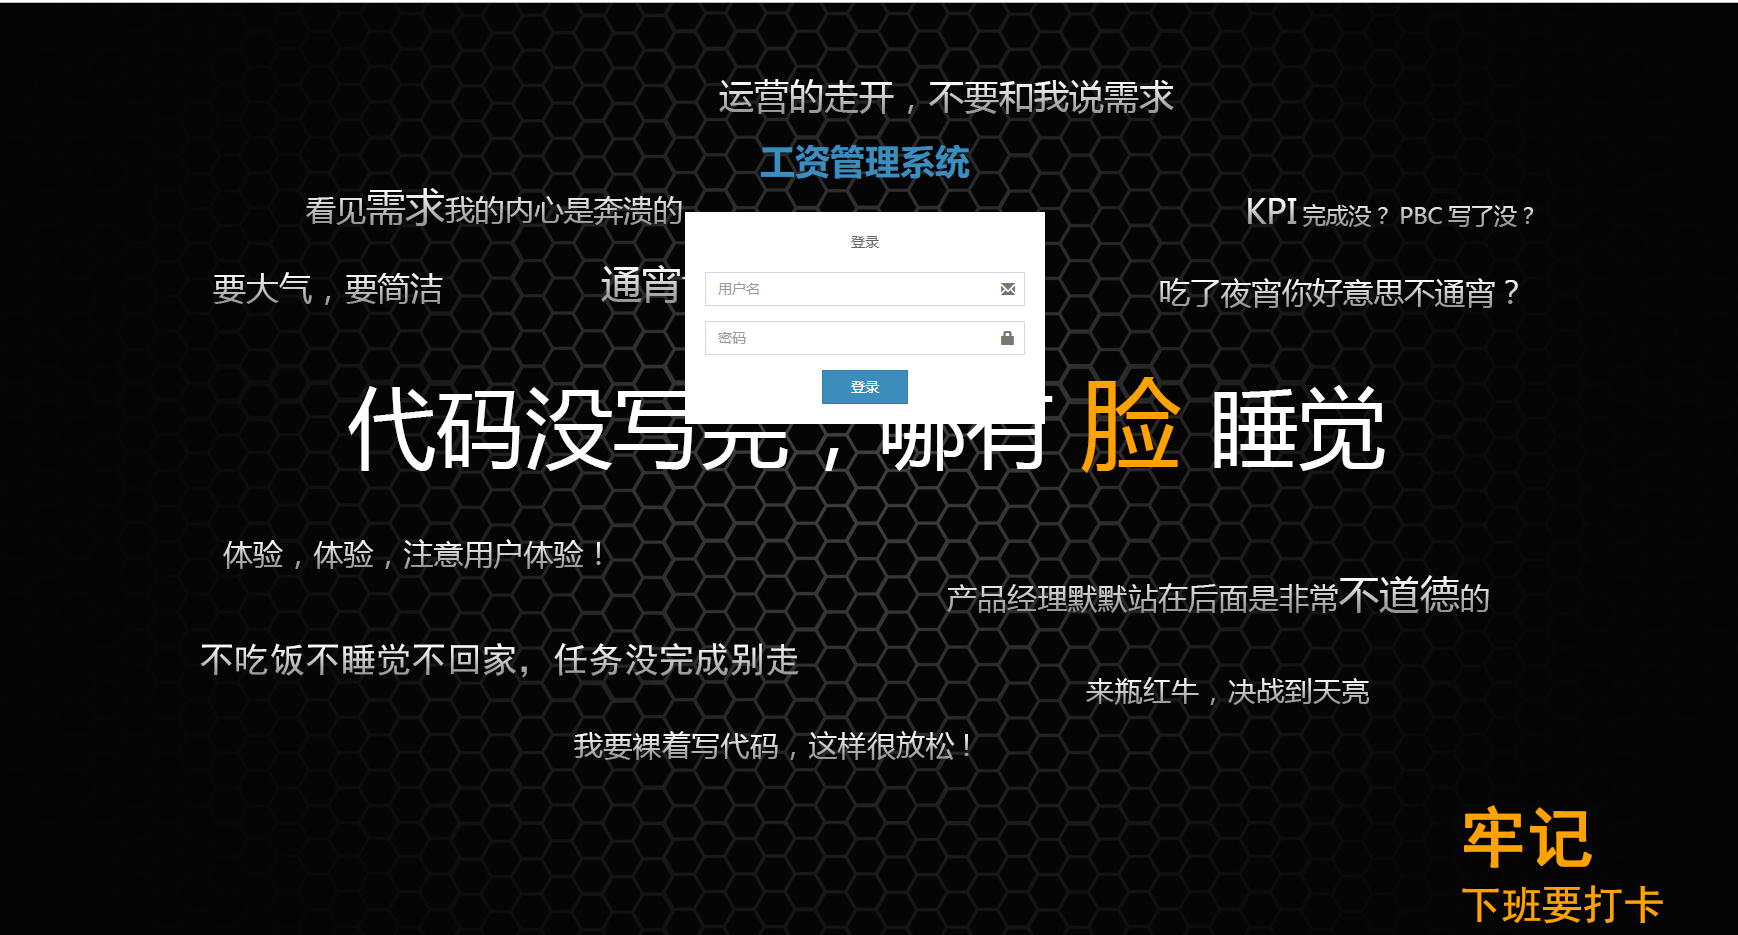 运营的走开，不要和我说需求
工资管理系统
看见需求我的内心是奔溃的
KPI 完成没？ PBC 写了没？
登录
要大气，要简洁
通宵
吃了夜宵你好意思不通宵？
用户名
密码
登录
代码没写完，哪有 脸 睡觉
体验，体验，注意用户体验！
产品经理默默站在后面是非常不道德的
不吃饭不睡觉不回家，任务没完成别走
来瓶红牛，决战到天亮
我要裸着写代码，这样很放松！
牢记
下班要打卡